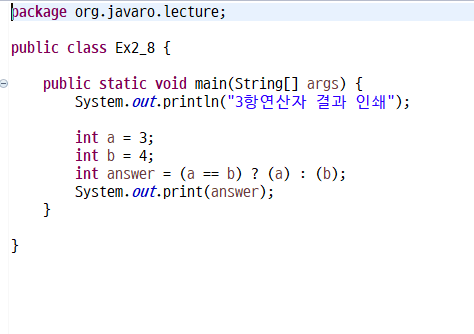 package org.javaro.lecture;
public class Ex2_8 {
public static void main(String[] args) {
System.out.println("3항연산자 결과 인쇄");
int a = 3;
int b = 4;
int answer = (a == b) ? (a) : (b);
System.out.print(answer);
}
}